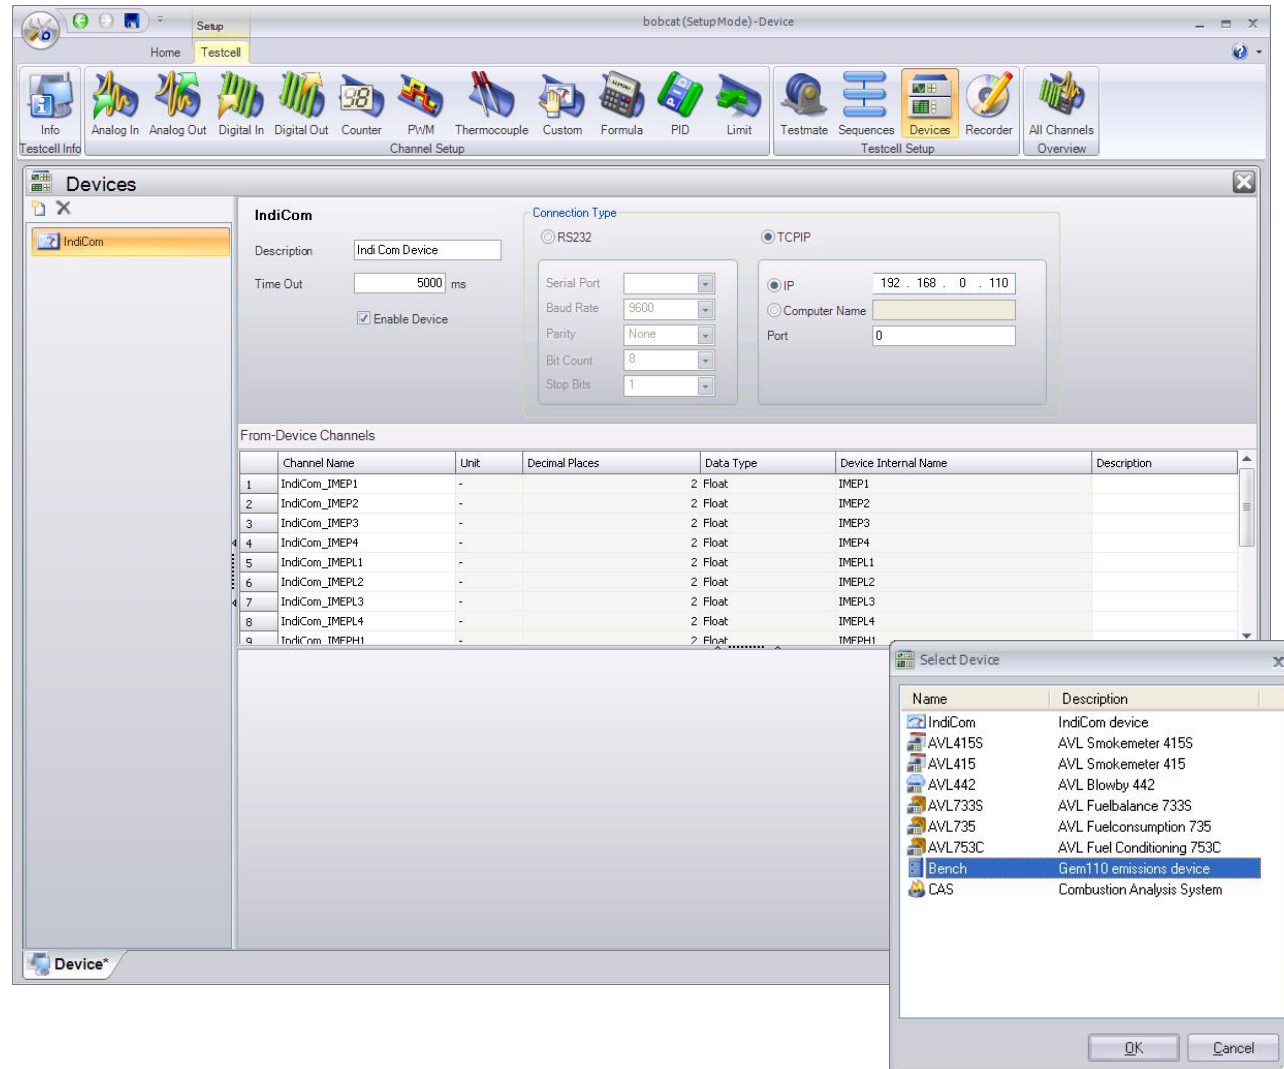 bobcat (Setup Mode) - Device
Setup
Home Testcell
Info Analog In Analog Out Digital In Digital Out Counter PWM Thermocouple Custom Formula PID Limit Testmate Sequences Devices Recorder All Channels
Testcell Info Channel Setup Testcell Setup Overview
Devices
IndiCom
IndiCom
Description Indi Com Device
Time Out 5000 ms
Enable Device
Connection Type
RS232 TCPIP
Serial Port
Baud Rate 9600
Parity None
Bit Count 8
Stop Bits 1
IP 192 . 168 . 0 . 110
Computer Name
Port 0
From-Device Channels
Channel Name Unit Decimal Places Data Type Device Internal Name Description
1 IndiCom_IMEP1 - 2 Float IMEP1
2 IndiCom_IMEP2 - 2 Float IMEP2
3 IndiCom_IMEP3 - 2 Float IMEP3
4 IndiCom_IMEP4 - 2 Float IMEP4
5 IndiCom_IMEPL1 - 2 Float IMEPL1
6 IndiCom_IMEPL2 - 2 Float IMEPL2
7 IndiCom_IMEPL3 - 2 Float IMEPL3
8 IndiCom_IMEPL4 - 2 Float IMEPL4
9 IndiCom_IMEPH1 - 2 Float IMEPH1
Select Device
Name Description
IndiCom IndiCom device
AVL415S AVL Smokemeter 415S
AVL415 AVL Smokemeter 415
AVL442 AVL Blowby 442
AVL733S AVL Fuelbalance 733S
AVL735 AVL Fuelconsumption 735
AVL753C AVL Fuel Conditioning 753C
Bench Gem110 emissions device
CAS Combustion Analysis System
OK Cancel
Device*